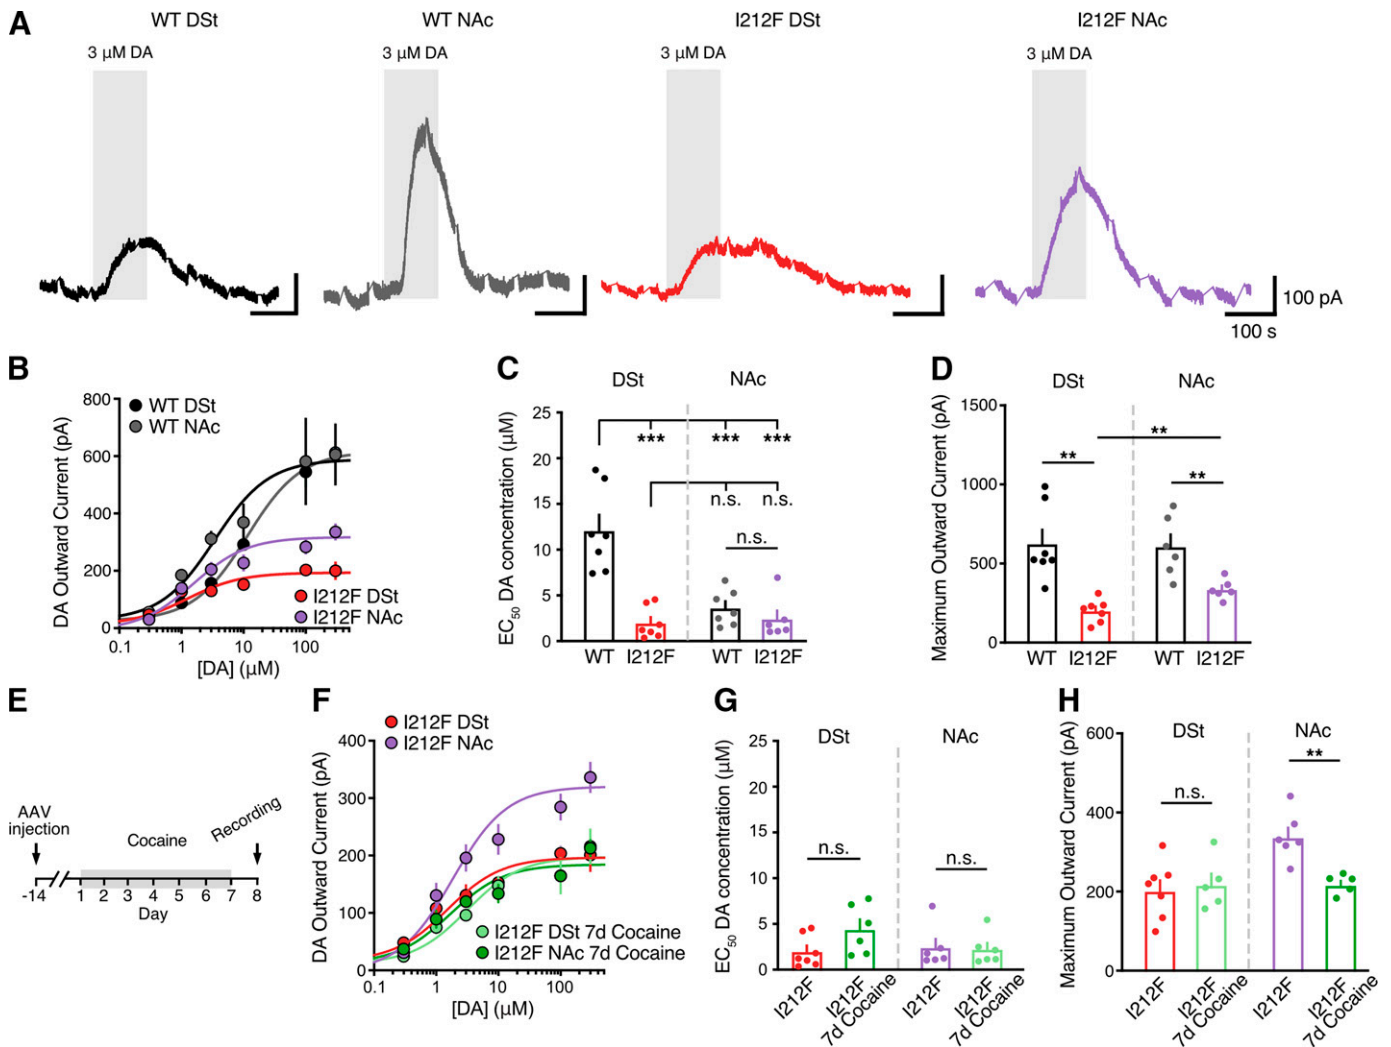 A
WT DSt
WT NAc
I212F DSt
I212F NAc
3 µM DA
3 µM DA
3 µM DA
3 µM DA
100 pA
100 s
B
DA Outward Current (pA)
800
600
400
200
0
WT DSt
WT NAc
I212F DSt
I212F NAc
0.1
1
10
100
[DA] (µM)
C
DSt
NAc
EC50 DA concentration (µM)
25
20
15
10
5
0
***
***
***
n.s.
n.s.
n.s.
WT
I212F
WT
I212F
D
DSt
NAc
Maximum Outward Current (pA)
1500
1000
500
0
**
**
**
WT
I212F
WT
I212F
E
AAV
injection
Cocaine
Recording
-14
1
2
3
4
5
6
7
8
Day
F
I212F DSt
I212F NAc
DA Outward Current (pA)
400
300
200
100
0
I212F DSt 7d Cocaine
I212F NAc 7d Cocaine
0.1
1
10
100
[DA] (µM)
G
DSt
NAc
EC50 DA concentration (µM)
25
20
15
10
5
0
n.s.
n.s.
I212F
I212F
7d Cocaine
I212F
I212F
7d Cocaine
H
DSt
NAc
Maximum Outward Current (pA)
600
400
200
0
n.s.
**
I212F
I212F
7d Cocaine
I212F
I212F
7d Cocaine